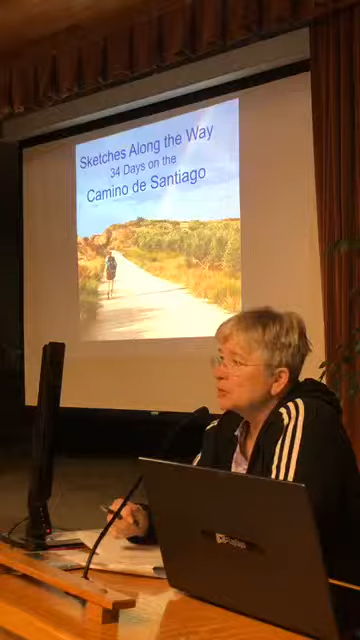 Sketches Along the Way
34 Days on the
Camino de Santiago